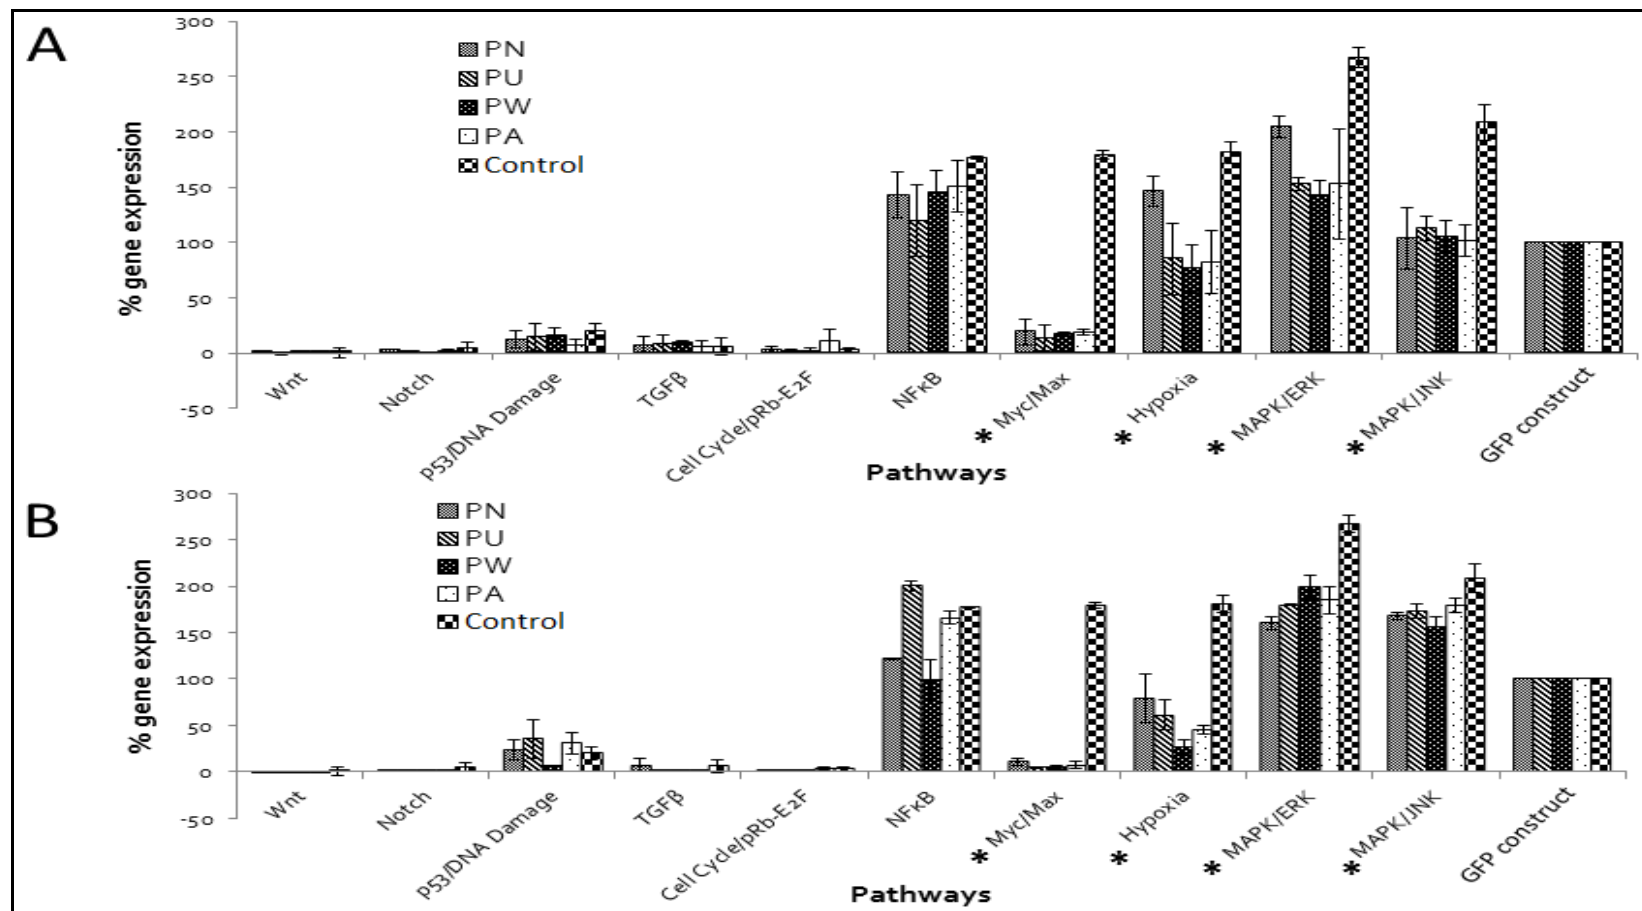 A
% gene expression
300
250
200
150
100
50
0
-50
PN
PU
PW
PA
Control
Wnt
Notch
P53/DNA Damage
TGFβ
Cell Cycle/pRb-E2F
NFκB
* Myc/Max
* Hypoxia
* MAPK/ERK
* MAPK/JNK
GFP construct
Pathways
B
% gene expression
300
250
200
150
100
50
0
-50
PN
PU
PW
PA
Control
Wnt
Notch
P53/DNA Damage
TGFβ
Cell Cycle/pRb-E2F
NFκB
* Myc/Max
* Hypoxia
* MAPK/ERK
* MAPK/JNK
GFP construct
Pathways